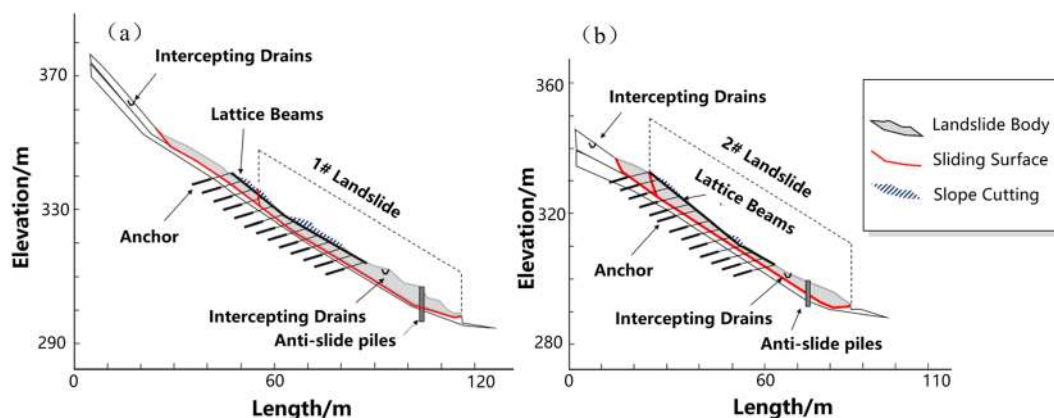 （a）
Intercepting Drains
370
Lattice Beams
1# Landslide
330
Elevation/m
Anchor
Intercepting Drains
Anti-slide piles
290
0
60
120
Length/m
（b）
360
Intercepting Drains
2# Landslide
Lattice Beams
320
Elevation/m
Anchor
Intercepting Drains
Anti-slide piles
280
0
60
110
Length/m
Landslide Body
Sliding Surface
Slope Cutting